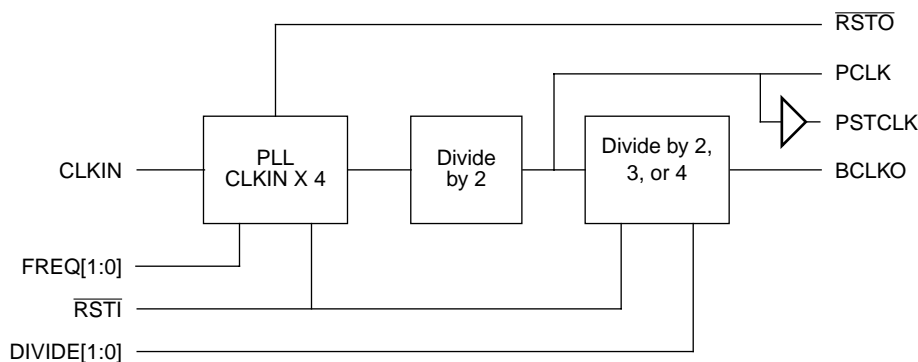 RSTO
PCLK
PSTCLK
PLL
CLKIN X 4
Divide
by 2
Divide by 2,
3, or 4
CLKIN
BCLKO
FREQ[1:0]
RSTI
DIVIDE[1:0]